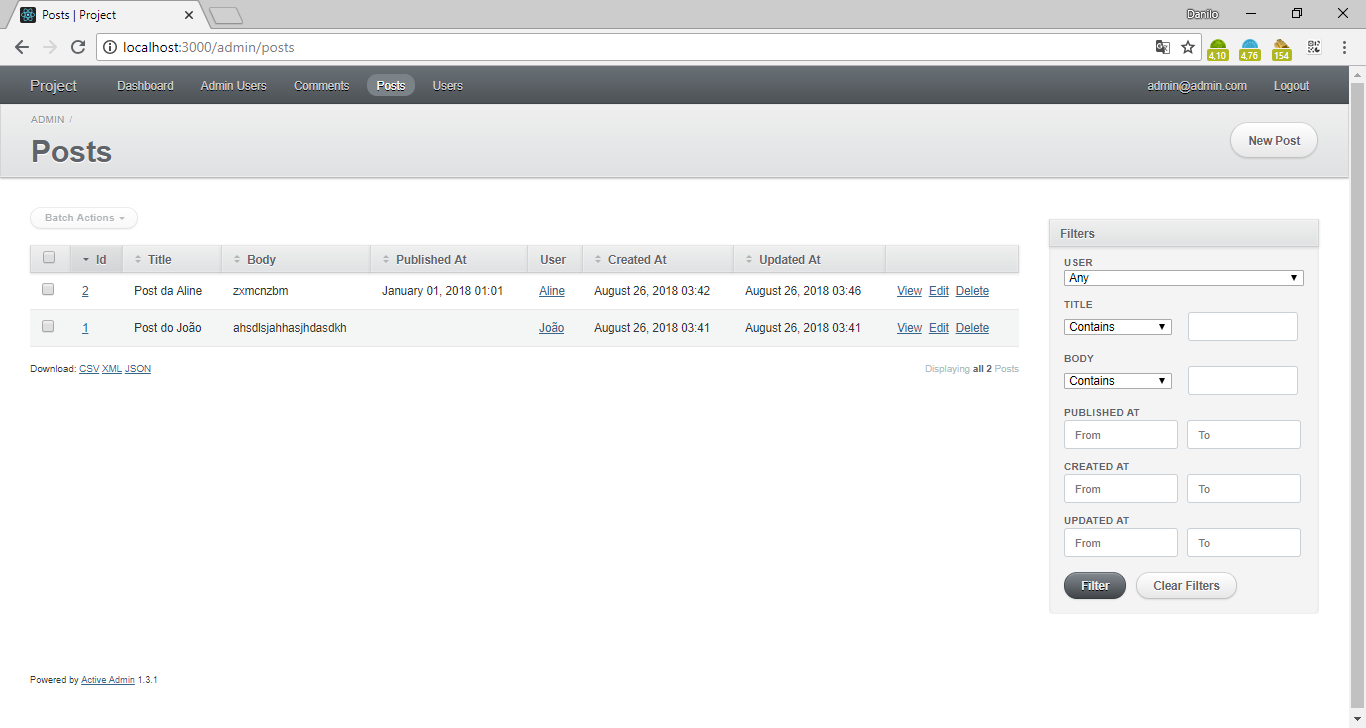 Posts | Project
Danilo
localhost:3000/admin/posts
4,10 4,76 154
Project Dashboard Admin Users Comments Posts Users admin@admin.com Logout
ADMIN /
Posts
New Post
Batch Actions
Id Title Body Published At User Created At Updated At
2 Post da Aline zxmcnzbm January 01, 2018 01:01 Aline August 26, 2018 03:42 August 26, 2018 03:46 View Edit Delete
1 Post do João ahsdlsjahhasjhdasdkh João August 26, 2018 03:41 August 26, 2018 03:41 View Edit Delete
Download: CSV XML JSON
Displaying all 2 Posts
Filters
USER
Any
TITLE
Contains
BODY
Contains
PUBLISHED AT
From To
CREATED AT
From To
UPDATED AT
From To
Filter Clear Filters
Powered by Active Admin 1.3.1